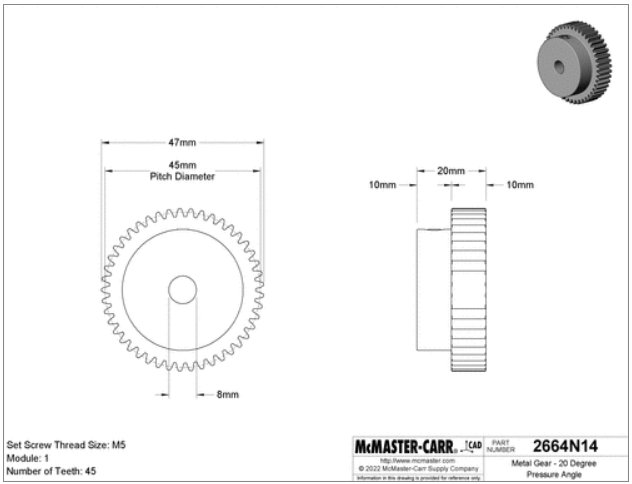 47mm
45mm
Pitch Diameter
20mm
10mm
10mm
8mm
Set Screw Thread Size: M5
Module: 1
Number of Teeth: 45
McMASTER-CARR® CAD
http://www.mcmaster.com
© 2022 McMaster-Carr Supply Company
Information in this drawing is provided for reference only.
PART
NUMBER
2664N14
Metal Gear - 20 Degree
Pressure Angle